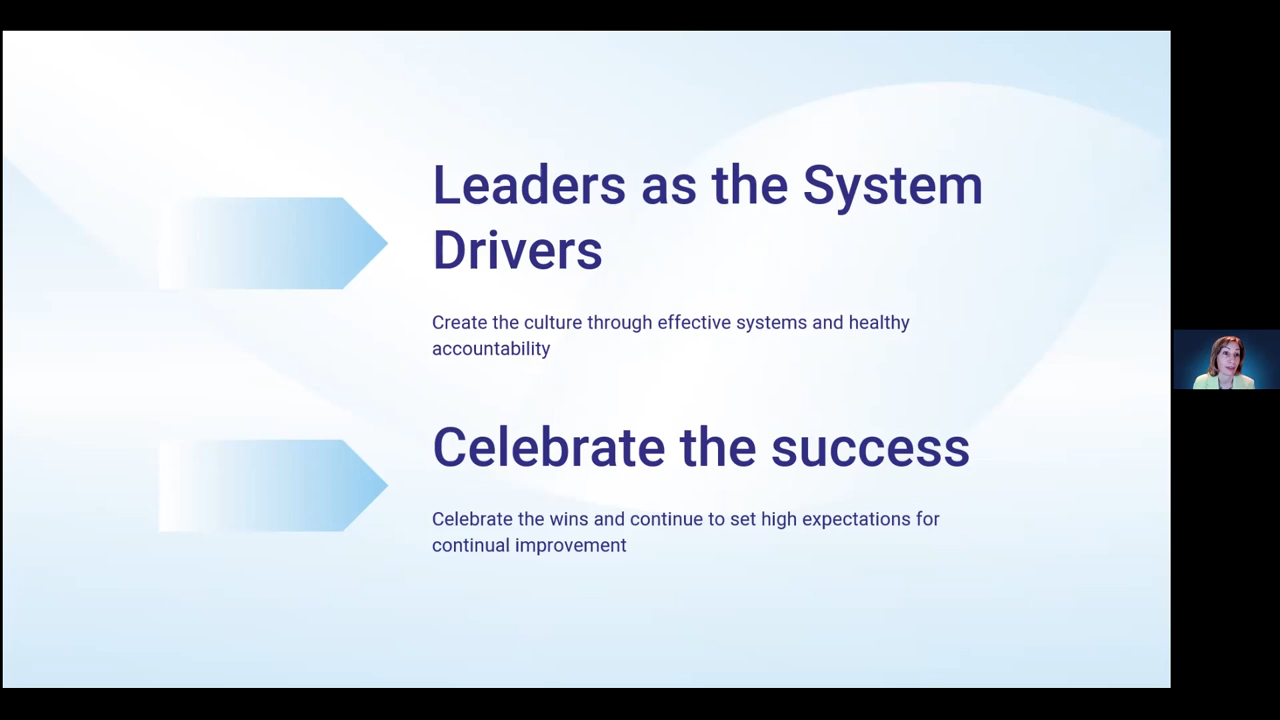 Leaders as the System
Drivers
Create the culture through effective systems and healthy
accountability
Celebrate the success
Celebrate the wins and continue to set high expectations for
continual improvement